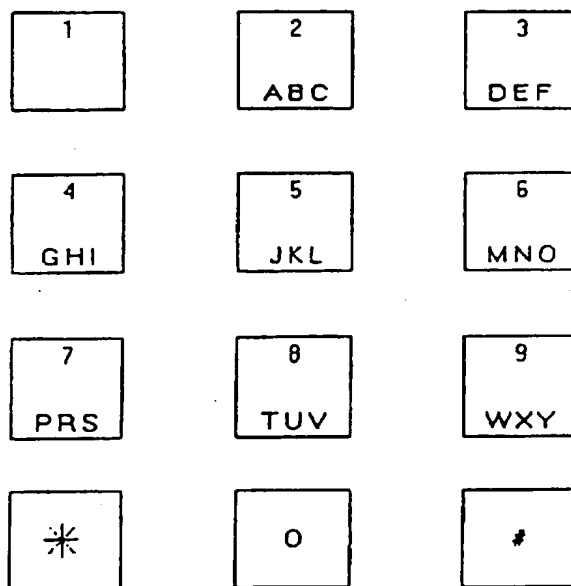 1 2 3
ABC DEF
4 5 6
GHI JKL MNO
7 8 9
PRS TUV WXY
* 0 #